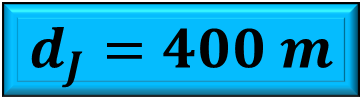 d_J = 400 m